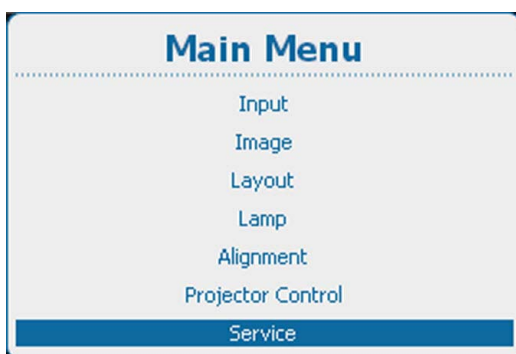 Main Menu
Input
Image
Layout
Lamp
Alignment
Projector Control
Service